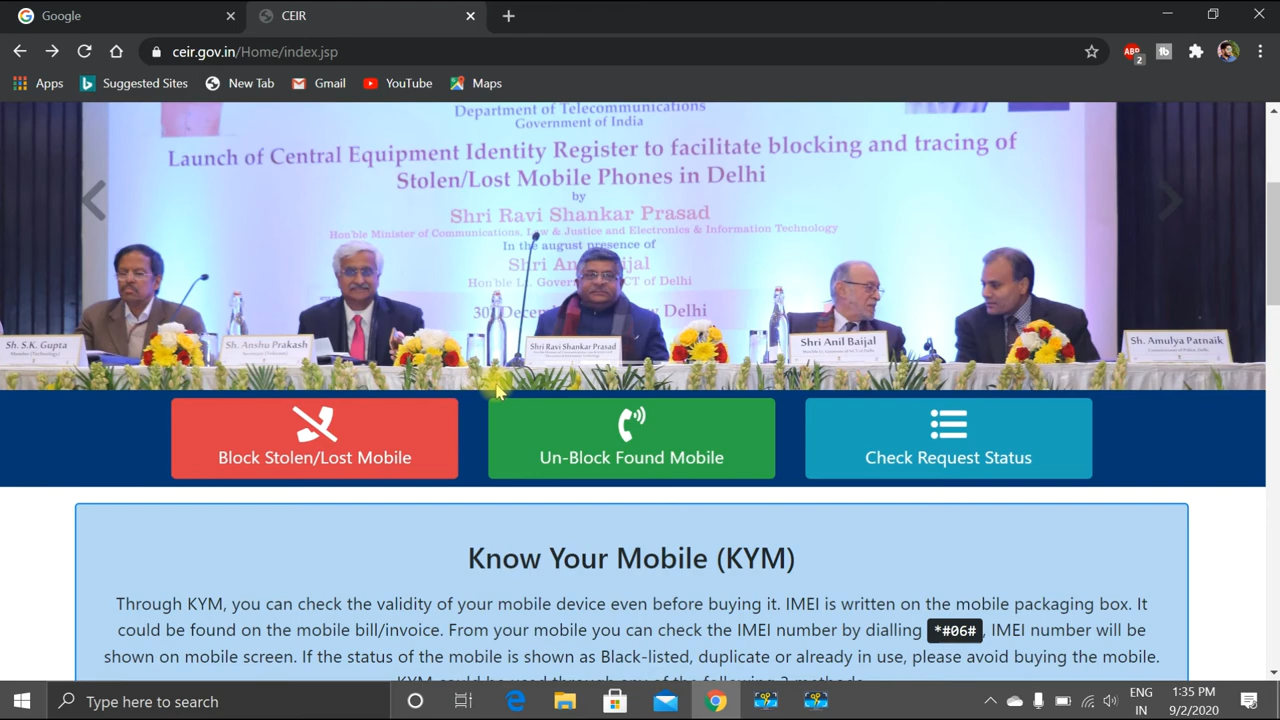 Google
CEIR
ceir.gov.in/Home/index.jsp
ABP
2
Apps
Suggested Sites
New Tab
Gmail
YouTube
Maps
Department of Telecommunications
Government of India
Launch of Central Equipment Identity Register to facilitate blocking and tracing of
Stolen/Lost Mobile Phones in Delhi
by
Shri Ravi Shankar Prasad
Hon'ble Minister of Communications, Law & Justice and Electronics & Information Technology
In the august presence of
Delhi
Sh. S.K. Gupta
Sh. Anshu Prakash
Shri Ravi Shankar Prasad
Shri Anil Baijal
Sh. Amulya Patnaik
Block Stolen/Lost Mobile
Un-Block Found Mobile
Check Request Status
Know Your Mobile (KYM)
Through KYM, you can check the validity of your mobile device even before buying it. IMEI is written on the mobile packaging box. It
could be found on the mobile bill/invoice. From your mobile you can check the IMEI number by dialling *#06#, IMEI number will be
shown on mobile screen. If the status of the mobile is shown as Black-listed, duplicate or already in use, please avoid buying the mobile.
Type here to search
ENG
IN
1:35 PM
9/2/2020